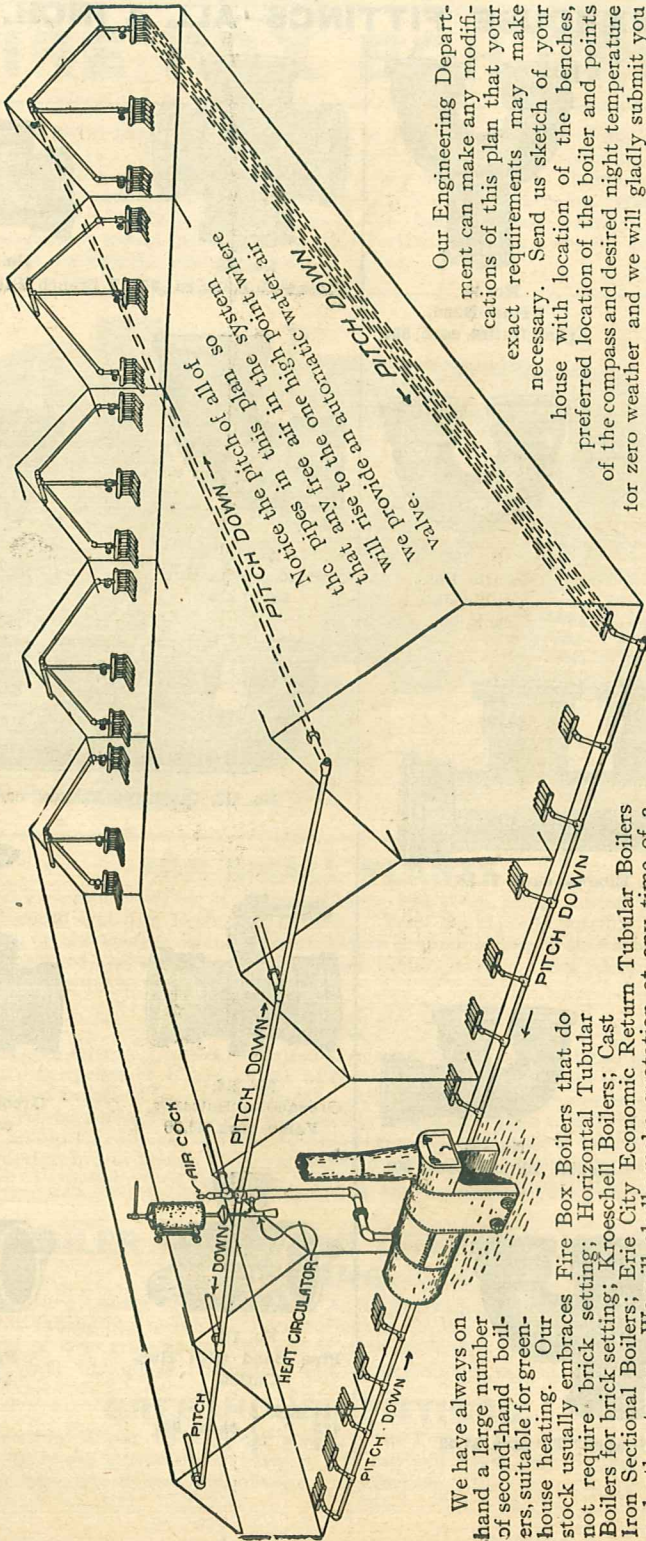 Our Engineering Depart-
ment can make any modifi-
cations of this plan that your
exact requirements may make
necessary. Send us sketch of your
house with location of the benches,
preferred location of the boiler and points
of the compass and desired night temperature
for zero weather and we will gladly submit you
PITCH DOWN
PITCH DOWN
Notice the pitch of all of
the pipes in this plan so
that any free air in the system
will rise to the one high point where
we provide an automatic water air
valve.
AIR COCK
PITCH DOWN
DOWN
PITCH
HEAT CIRCULATOR
PITCH DOWN
PITCH DOWN
We have always on
hand a large number
of second-hand boil-
ers, suitable for green-
house heating. Our
stock usually embraces Fire Box Boilers that do
not require brick setting; Horizontal Tubular
Boilers for brick setting; Kroeschell Boilers; Cast
Iron Sectional Boilers; Erie City Economic Return Tubular Boilers